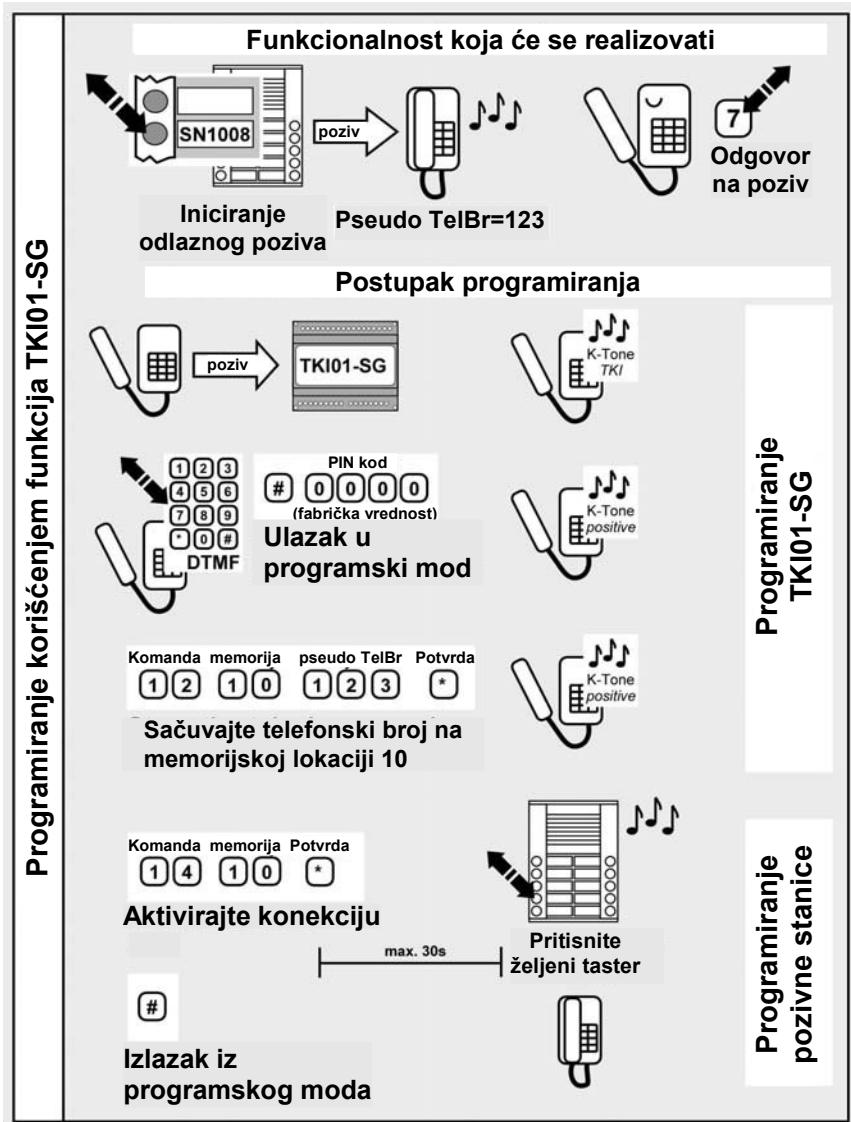 Programiranje korišćenjem funkcija TKI01-SG
Funkcionalnost koja će se realizovati
SN1008
poziv
7
Odgovor
na poziv
Iniciranje
odlaznog poziva
Pseudo TelBr=123
Postupak programiranja
poziv
TKI01-SG
K-Tone
TKI
1 2 3
4 5 6
7 8 9
* 0 #
DTMF
PIN kod
# 0 0 0 0
(fabrička vrednost)
Ulazak u
programski mod
K-Tone
positive
Komanda memorija pseudo TelBr Potvrda
1 2 1 0 1 2 3 *
Sačuvajte telefonski broj na
memorijskoj lokaciji 10
K-Tone
positive
Programiranje
TKI01-SG
Komanda memorija Potvrda
1 4 1 0 *
Aktivirajte konekciju
max. 30s
Pritisnite
željeni taster
#
Izlazak iz
programskog moda
Programiranje
pozivne stanice